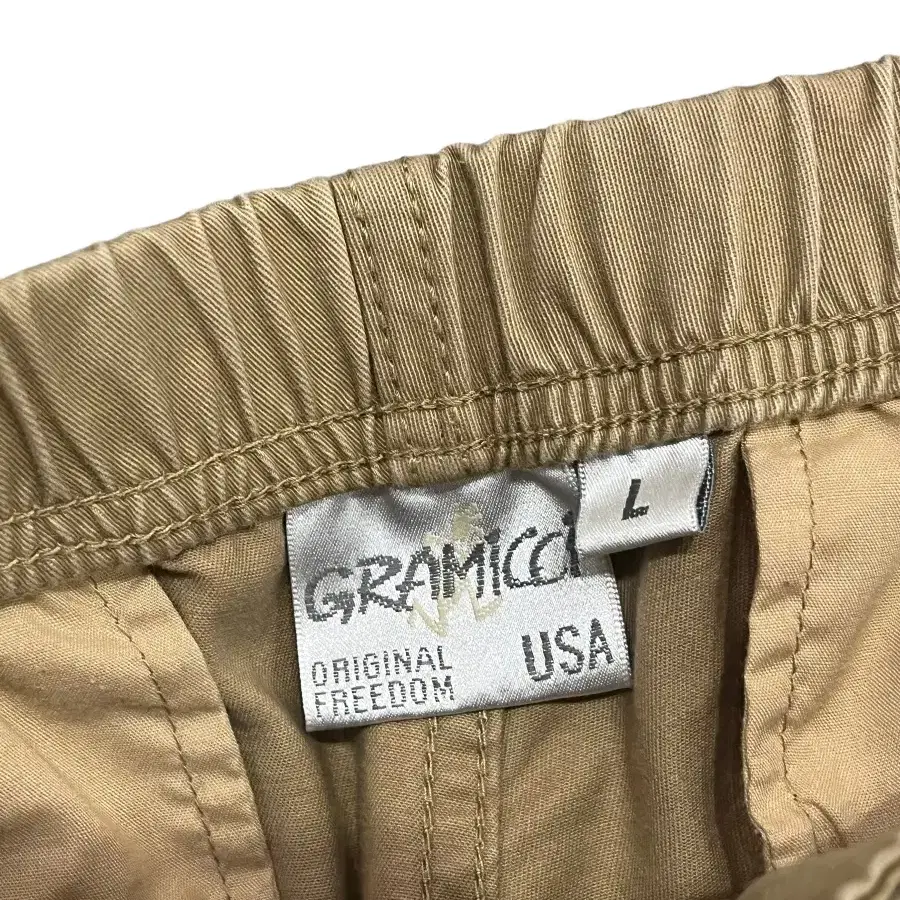 L
GRAMiCCi
ORIGINAL
FREEDOM
USA